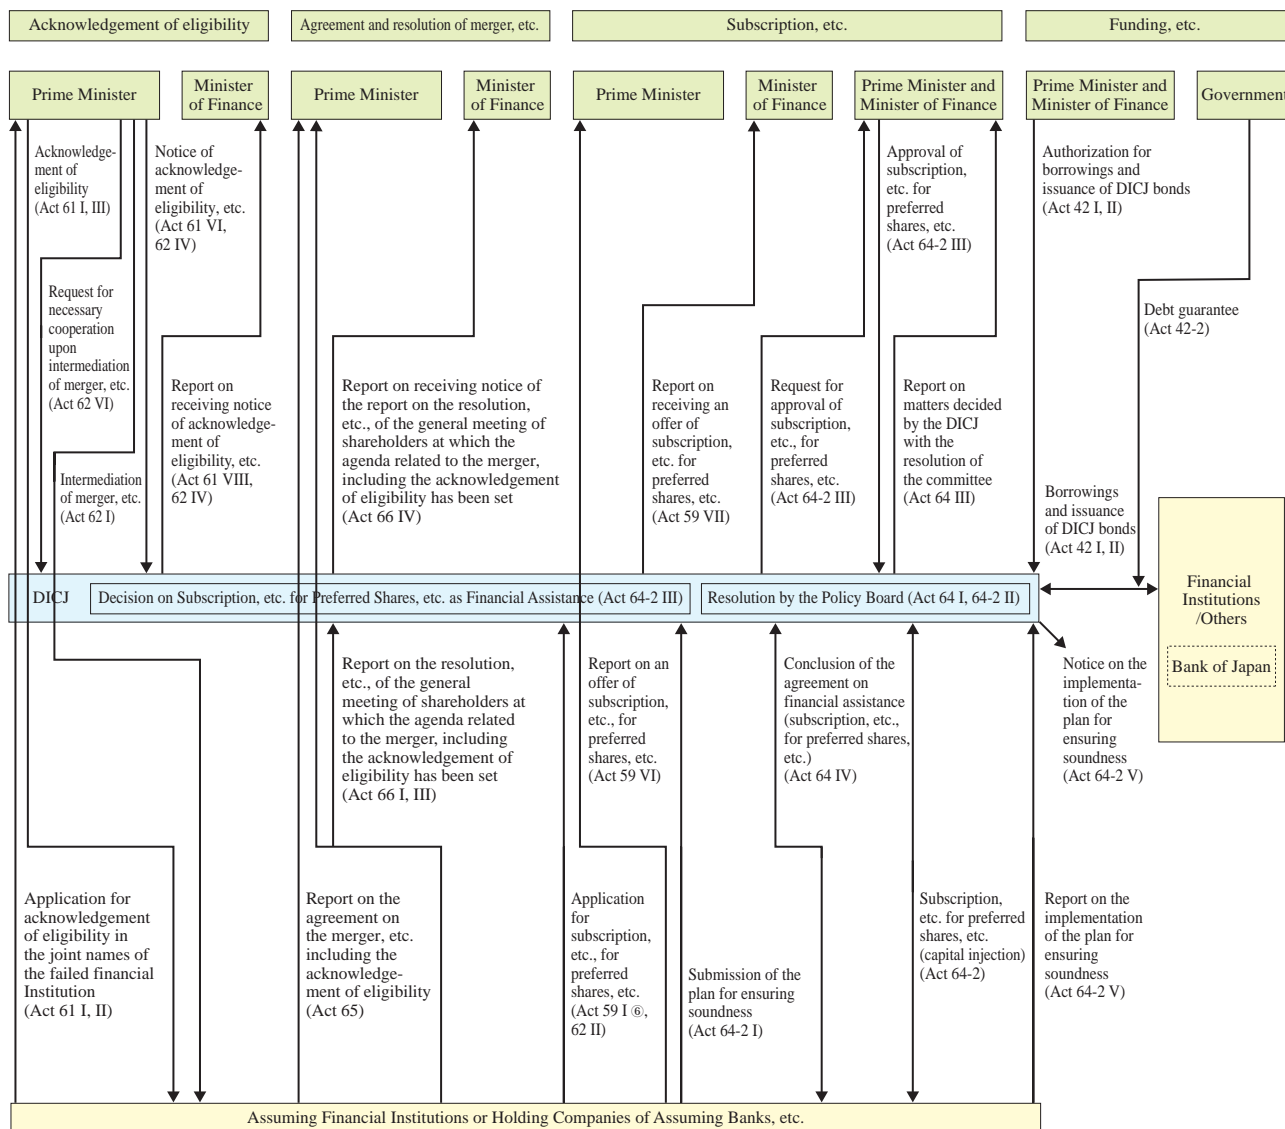 Acknowledgement of eligibility
Agreement and resolution of merger, etc.
Subscription, etc.
Funding, etc.
Prime Minister
Minister
of Finance
Prime Minister
Minister
of Finance
Prime Minister
Minister
of Finance
Prime Minister and
Minister of Finance
Prime Minister and
Minister of Finance
Government
Acknowledge-
ment of
eligibility
(Act 61 I, III)
Notice of
acknowledge-
ment of
eligibility, etc.
(Act 61 VI,
62 IV)
Approval of
subscription,
etc. for
preferred
shares, etc.
(Act 64-2 III)
Authorization for
borrowings and
issuance of DICJ bonds
(Act 42 I, II)
Request for
necessary
cooperation
upon
intermediation
of merger, etc.
(Act 62 VI)
Debt guarantee
(Act 42-2)
Report on
receiving notice
of acknowledge-
ment of
eligibility, etc.
(Act 61 VIII,
62 IV)
Report on receiving notice of
the report on the resolution,
etc., of the general meeting of
shareholders at which the
agenda related to the merger,
including the acknowledgement
of eligibility has been set
(Act 66 IV)
Report on
receiving an
offer of
subscription,
etc. for
preferred
shares, etc.
(Act 59 VII)
Request for
approval of
subscription,
etc., for
preferred
shares, etc.
(Act 64-2 III)
Report on
matters decided
by the DICJ
with the
resolution of
the committee
(Act 64 III)
Intermediation
of merger, etc.
(Act 62 I)
Borrowings
and issuance
of DICJ bonds
(Act 42 I, II)
DICJ
Decision on Subscription, etc. for Preferred Shares, etc. as Financial Assistance (Act 64-2 III)
Resolution by the Policy Board (Act 64 I, 64-2 II)
Financial
Institutions
/Others
Bank of Japan
Report on the resolution,
etc., of the general
meeting of shareholders at
which the agenda related
to the merger, including
the acknowledgement of
eligibility has been set
(Act 66 I, III)
Report on an
offer of
subscription,
etc., for
preferred
shares, etc.
(Act 59 VI)
Conclusion of the
agreement on
financial assistance
(subscription, etc.,
for preferred shares,
etc.)
(Act 64 IV)
Notice on the
implementa-
tion of the
plan for
ensuring
soundness
(Act 64-2 V)
Application for
acknowledgement
of eligibility in
the joint names of
the failed financial
Institution
(Act 61 I, II)
Report on the
agreement on
the merger, etc.
including the
acknowledge-
ment of eligibility
(Act 65)
Application
for
subscription,
etc., for
preferred
shares, etc.
(Act 59 I ⑥,
62 II)
Submission of the
plan for ensuring
soundness
(Act 64-2 I)
Subscription,
etc. for preferred
shares, etc.
(capital injection)
(Act 64-2)
Report on the
implementation
of the plan for
ensuring
soundness
(Act 64-2 V)
Assuming Financial Institutions or Holding Companies of Assuming Banks, etc.